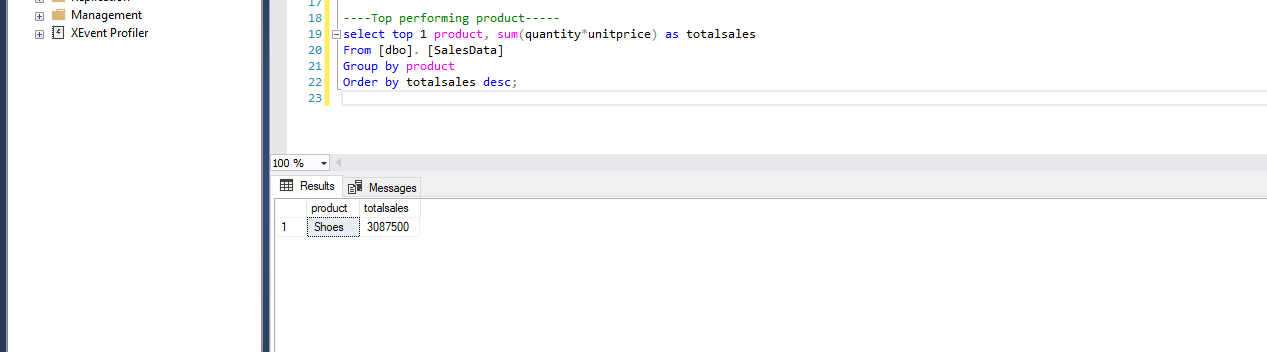 Management
XEvent Profiler
17
18 ----Top performing product-----
19 select top 1 product, sum(quantity*unitprice) as totalsales
20 From [dbo]. [SalesData]
21 Group by product
22 Order by totalsales desc;
23
100 %
Results Messages
product totalsales
1 Shoes 3087500